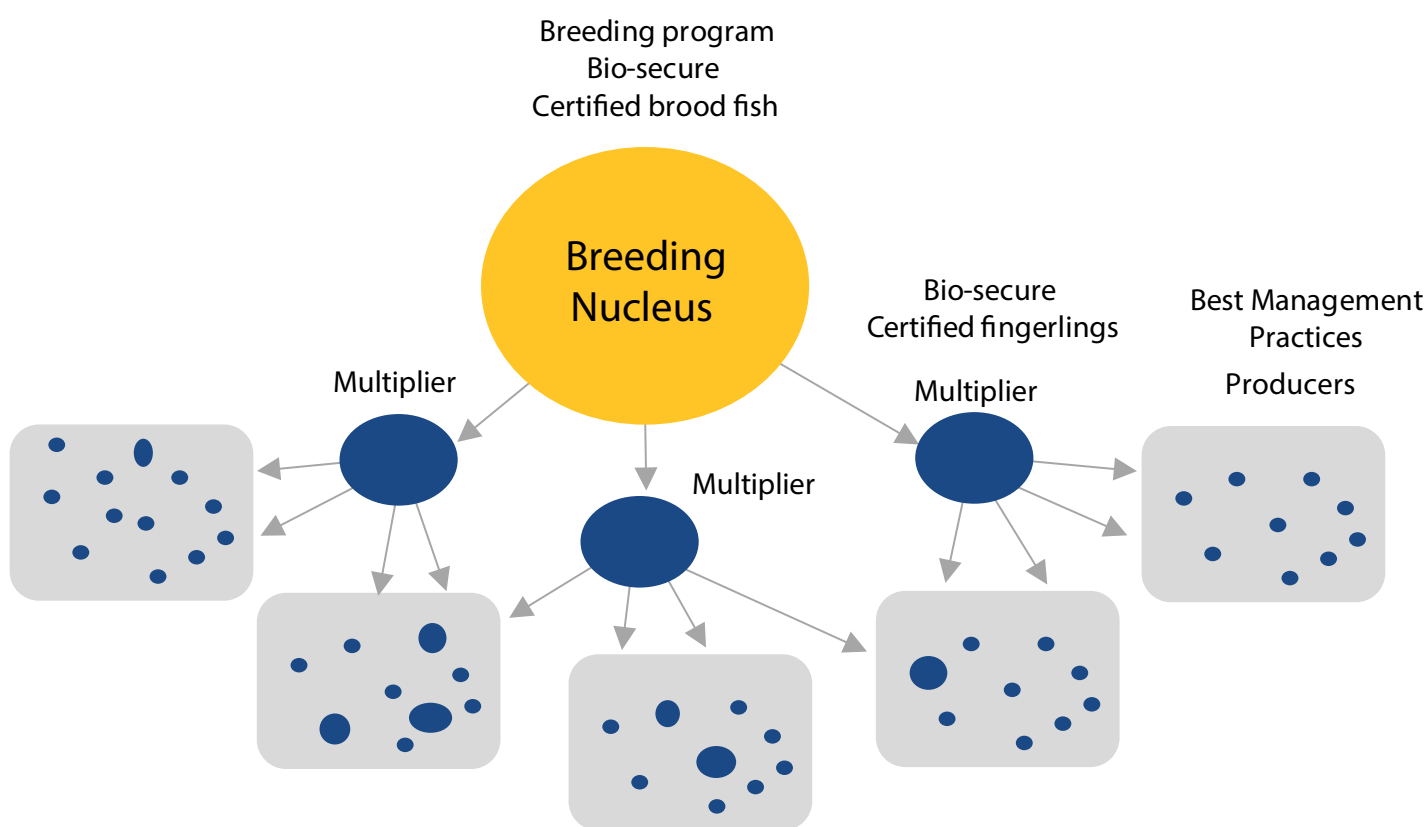 Breeding program
Bio-secure
Certified brood fish
Breeding
Nucleus
Bio-secure
Certified fingerlings
Best Management
Practices
Producers
Multiplier
Multiplier
Multiplier